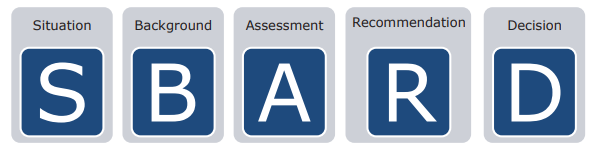 Situation Background Assessment Recommendation Decision
S B A R D